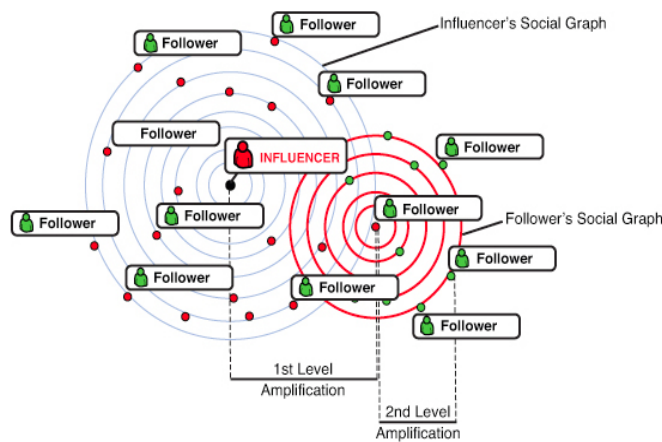 Follower
Influencer's Social Graph
Follower
Follower
Follower
INFLUENCER
Follower
Follower
Follower
Follower
Follower's Social Graph
Follower
Follower
Follower
Follower
1st Level
Amplification
2nd Level
Amplification